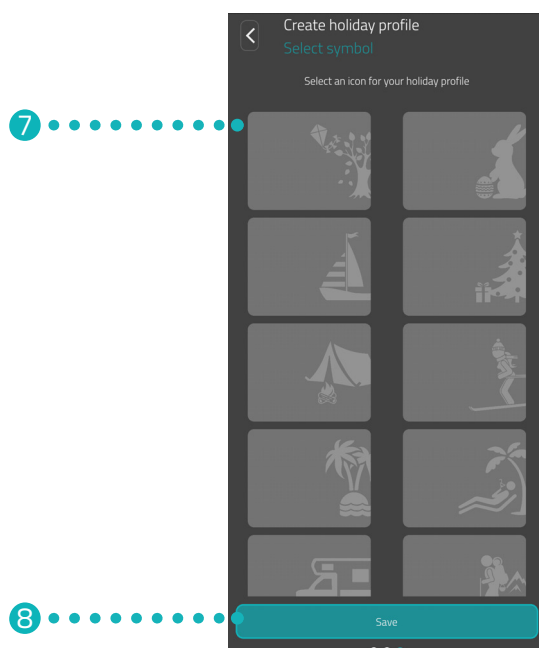 Create holiday profile
Select symbol
Select an icon for your holiday profile
7
8
Save